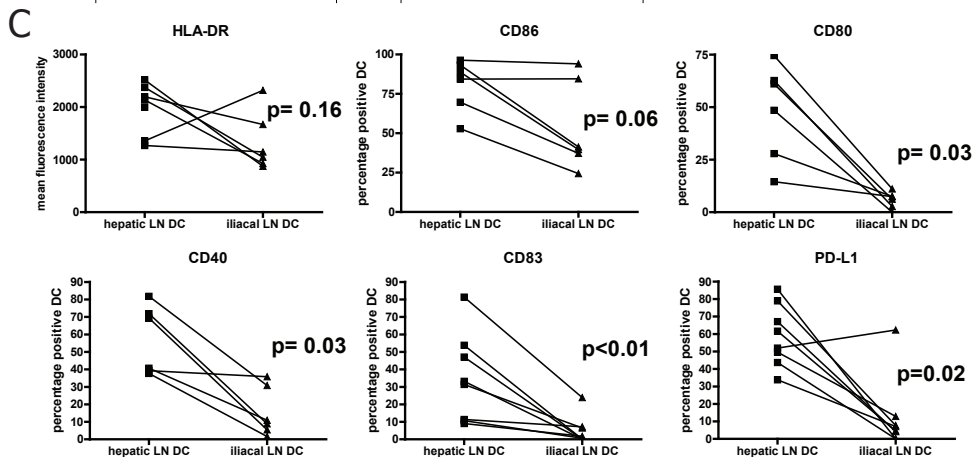 C
HLA-DR
mean fluorescence intensity
3000
2000
1000
0
p= 0.16
hepatic LN DC iliacal LN DC
CD86
percentage positive DC
100
75
50
25
0
p= 0.06
hepatic LN DC iliacal LN DC
CD80
percentage positive DC
75
50
25
0
p= 0.03
hepatic LN DC iliacal LN DC
CD40
percentage positive DC
90
80
70
60
50
40
30
20
10
0
p= 0.03
hepatic LN DC iliacal LN DC
CD83
percentage positive DC
90
80
70
60
50
40
30
20
10
0
p<0.01
hepatic LN DC iliacal LN DC
PD-L1
percentage positive DC
90
80
70
60
50
40
30
20
10
0
p=0.02
hepatic LN DC iliacal LN DC